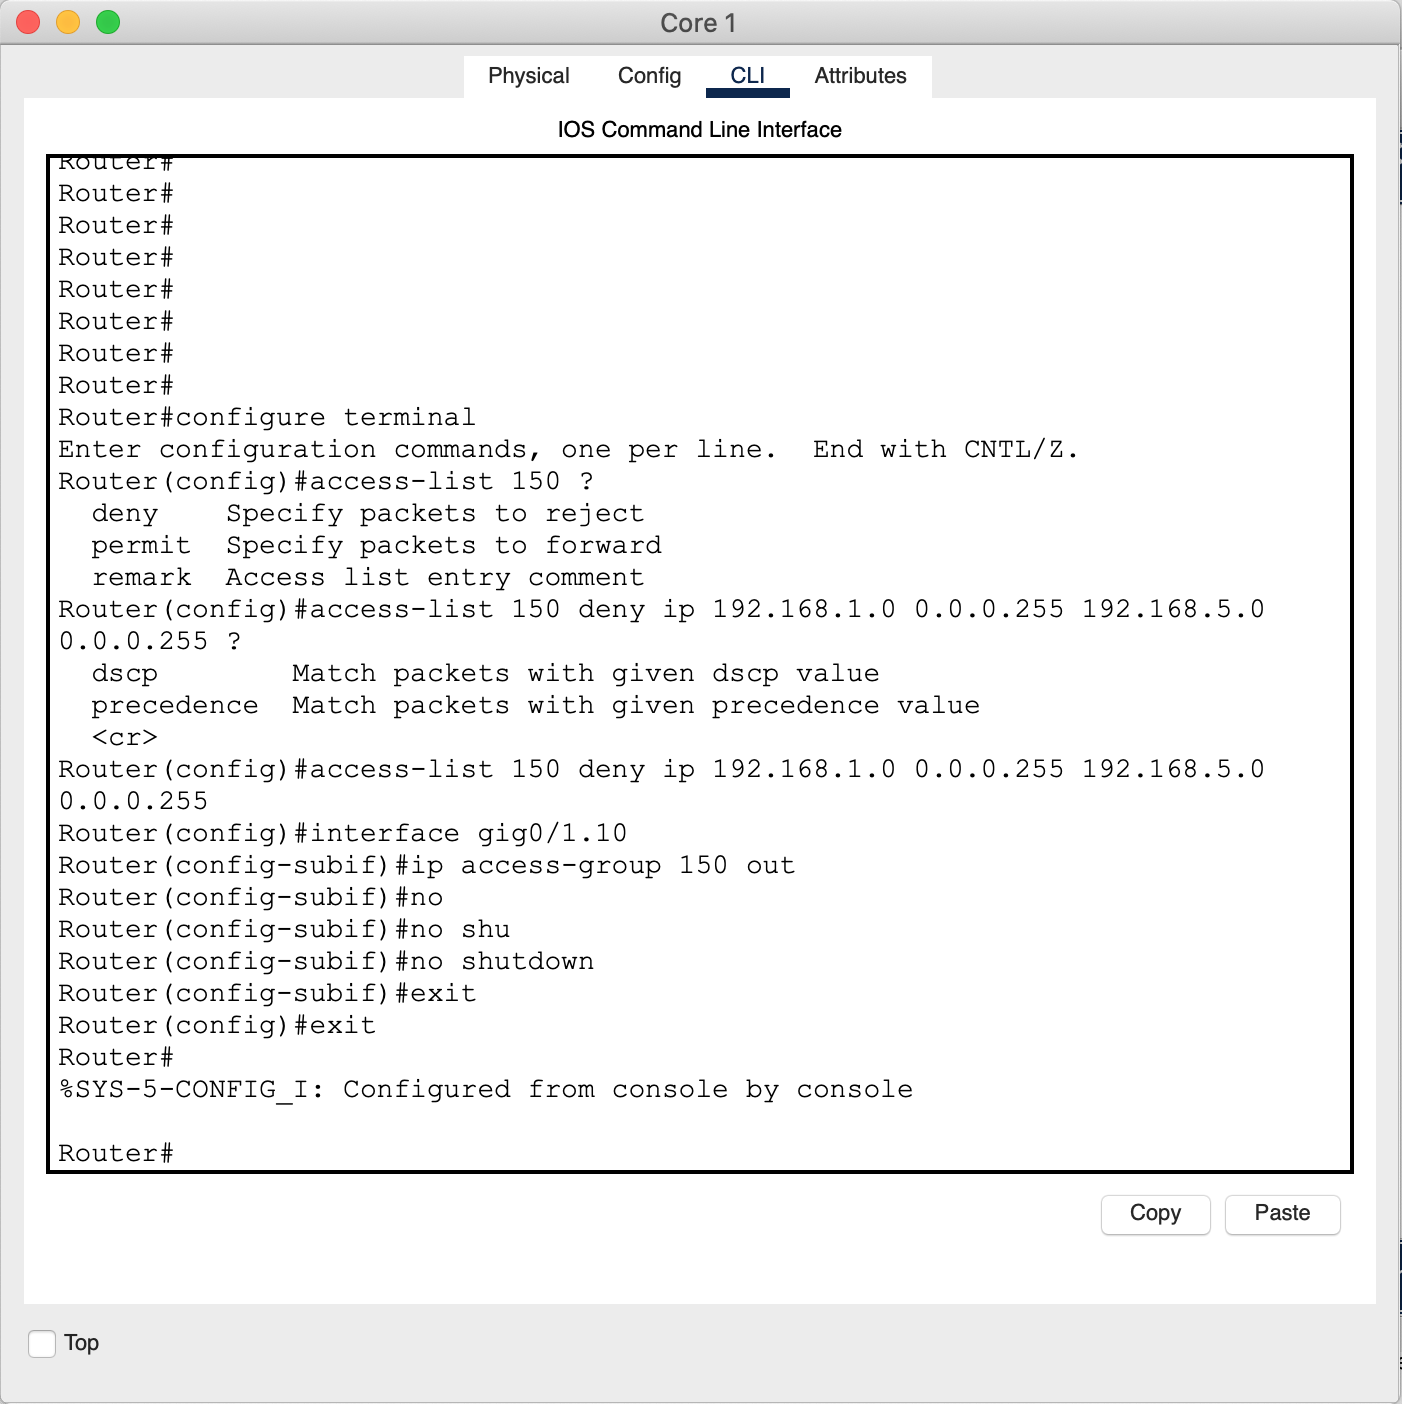 Core 1
Physical Config CLI Attributes
IOS Command Line Interface
Router#
Router#
Router#
Router#
Router#
Router#
Router#
Router#
Router#configure terminal
Enter configuration commands, one per line.  End with CNTL/Z.
Router(config)#access-list 150 ?
  deny    Specify packets to reject
  permit  Specify packets to forward
  remark  Access list entry comment
Router(config)#access-list 150 deny ip 192.168.1.0 0.0.0.255 192.168.5.0
0.0.0.255 ?
  dscp        Match packets with given dscp value
  precedence  Match packets with given precedence value
  <cr>
Router(config)#access-list 150 deny ip 192.168.1.0 0.0.0.255 192.168.5.0
0.0.0.255
Router(config)#interface gig0/1.10
Router(config-subif)#ip access-group 150 out
Router(config-subif)#no
Router(config-subif)#no shu
Router(config-subif)#no shutdown
Router(config-subif)#exit
Router(config)#exit
Router#
%SYS-5-CONFIG_I: Configured from console by console
Router#
Copy Paste
Top